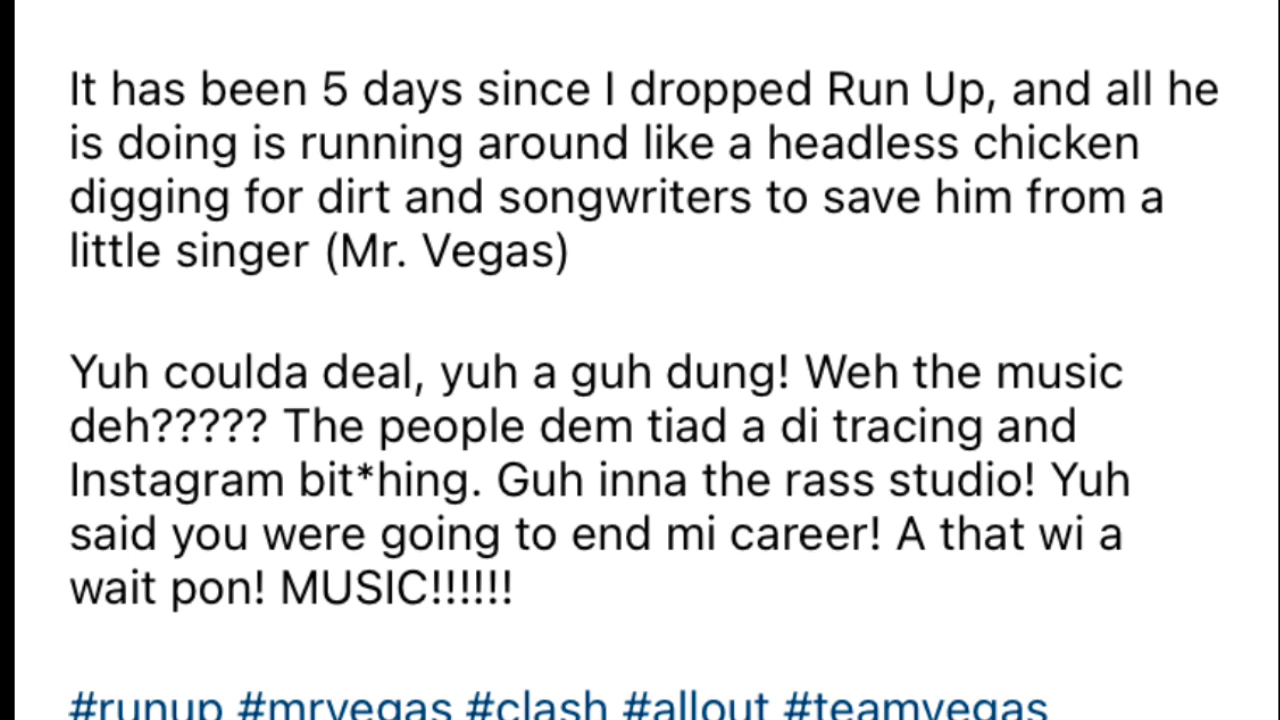 It has been 5 days since I dropped Run Up, and all he
is doing is running around like a headless chicken
digging for dirt and songwriters to save him from a
little singer (Mr. Vegas)
Yuh coulda deal, yuh a guh dung! Weh the music
deh????? The people dem tiad a di tracing and
Instagram bit*hing. Guh inna the rass studio! Yuh
said you were going to end mi career! A that wi a
wait pon! MUSIC!!!!!!
#runup #mrvegas #clash #allout #teamvegas